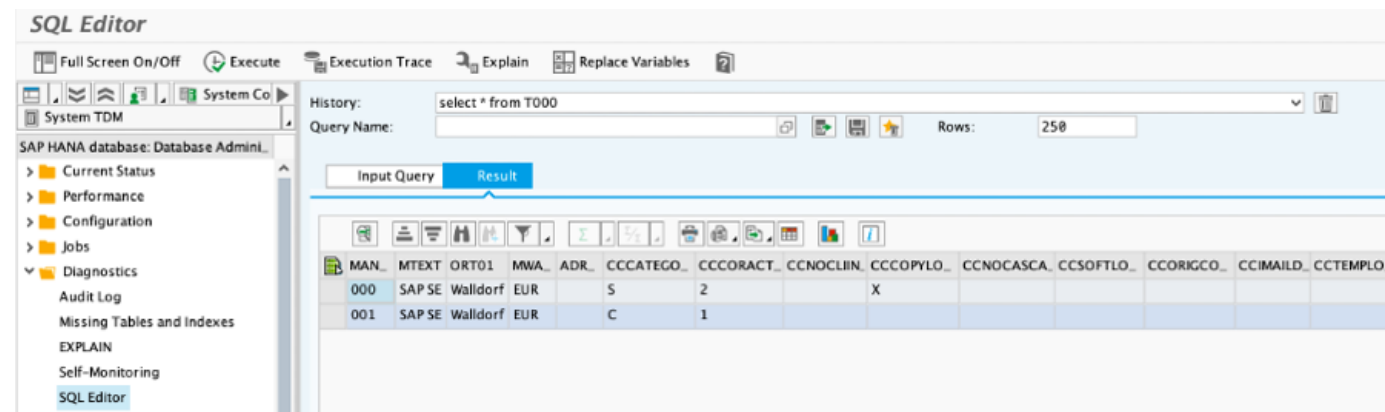 SQL Editor
Full Screen On/Off Execute Execution Trace Explain Replace Variables
System Co
System TDM
SAP HANA database: Database Admini_
Current Status
Performance
Configuration
Jobs
Diagnostics
Audit Log
Missing Tables and Indexes
EXPLAIN
Self-Monitoring
SQL Editor
History: select * from T000
Query Name: Rows: 250
Input Query Result
MAN_ MTEXT ORT01 MWA_ ADR_ CCCATEGO_ CCCORACT_ CCNOCLIIN_ CCCOPYLO_ CCNOCASCA_ CCSOFTLO_ CCORIGCO_ CCIMAILD_ CCTEMPLO
000 SAP SE Walldorf EUR S 2 X
001 SAP SE Walldorf EUR C 1